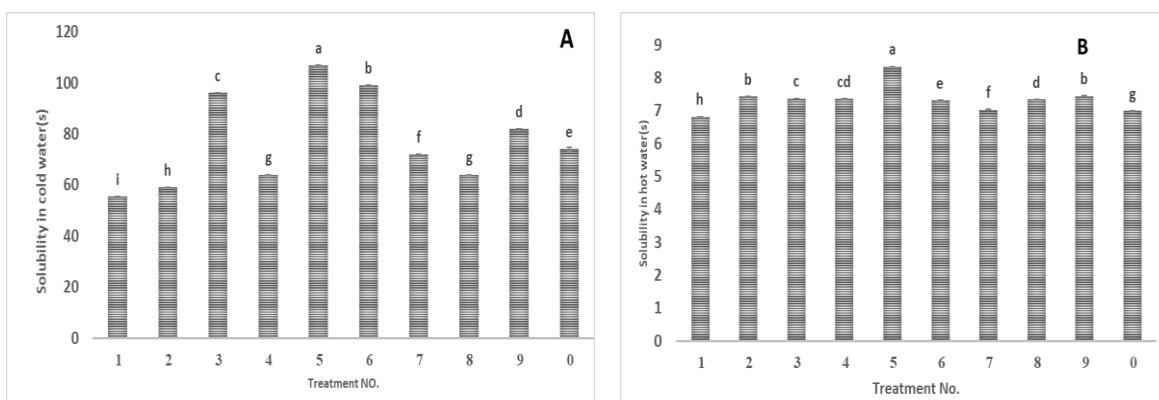 A
Solubility in cold water(s)
120
100
80
60
40
20
0
i
h
c
g
a
b
f
g
d
e
1 2 3 4 5 6 7 8 9 0
Treatment NO.
B
Solubility in hot water(s)
9
8
7
6
5
4
3
2
1
0
h
b
c
cd
a
e
f
d
b
g
1 2 3 4 5 6 7 8 9 0
Treatment No.